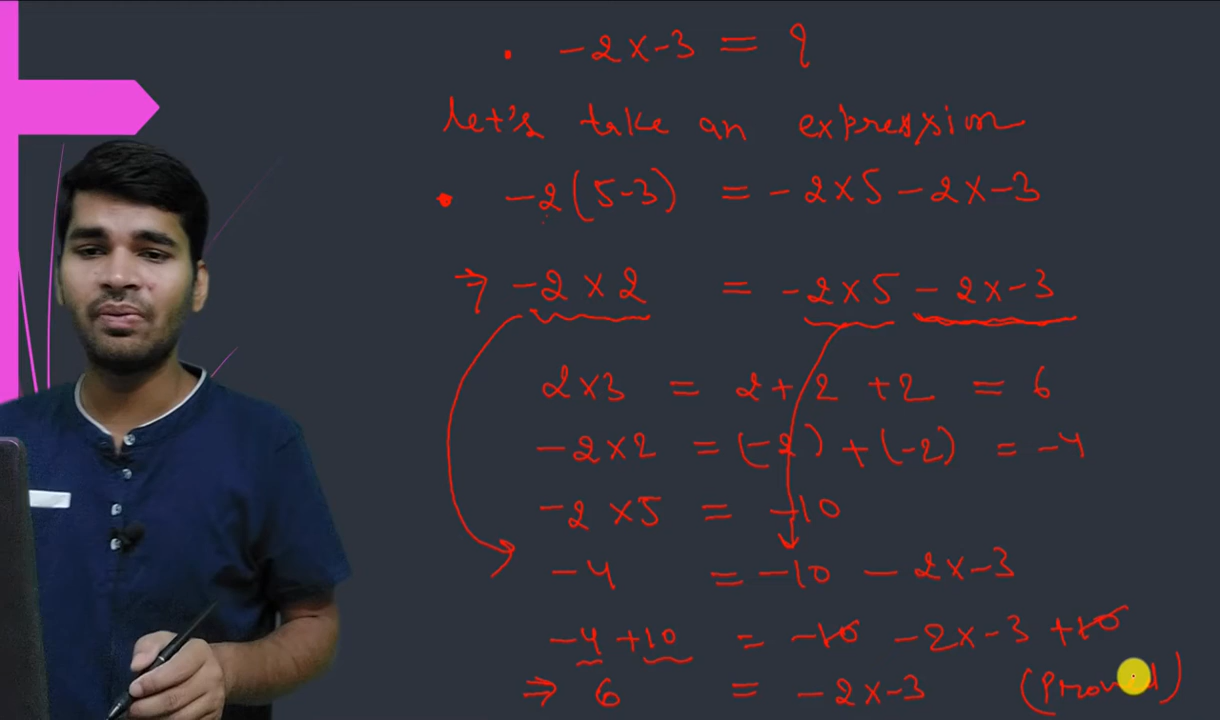 . -2x-3 = ?
let's take an expression
. -2(5-3) = -2x5 -2x-3
⇒ -2x2 = -2x5 -2x-3
2x3 = 2+2+2 = 6
-2x2 = (-2) + (-2) = -4
-2x5 = -10
-4 = -10 - 2x-3
-4 +10 = -10 -2x-3 +10
⇒ 6 = -2x-3